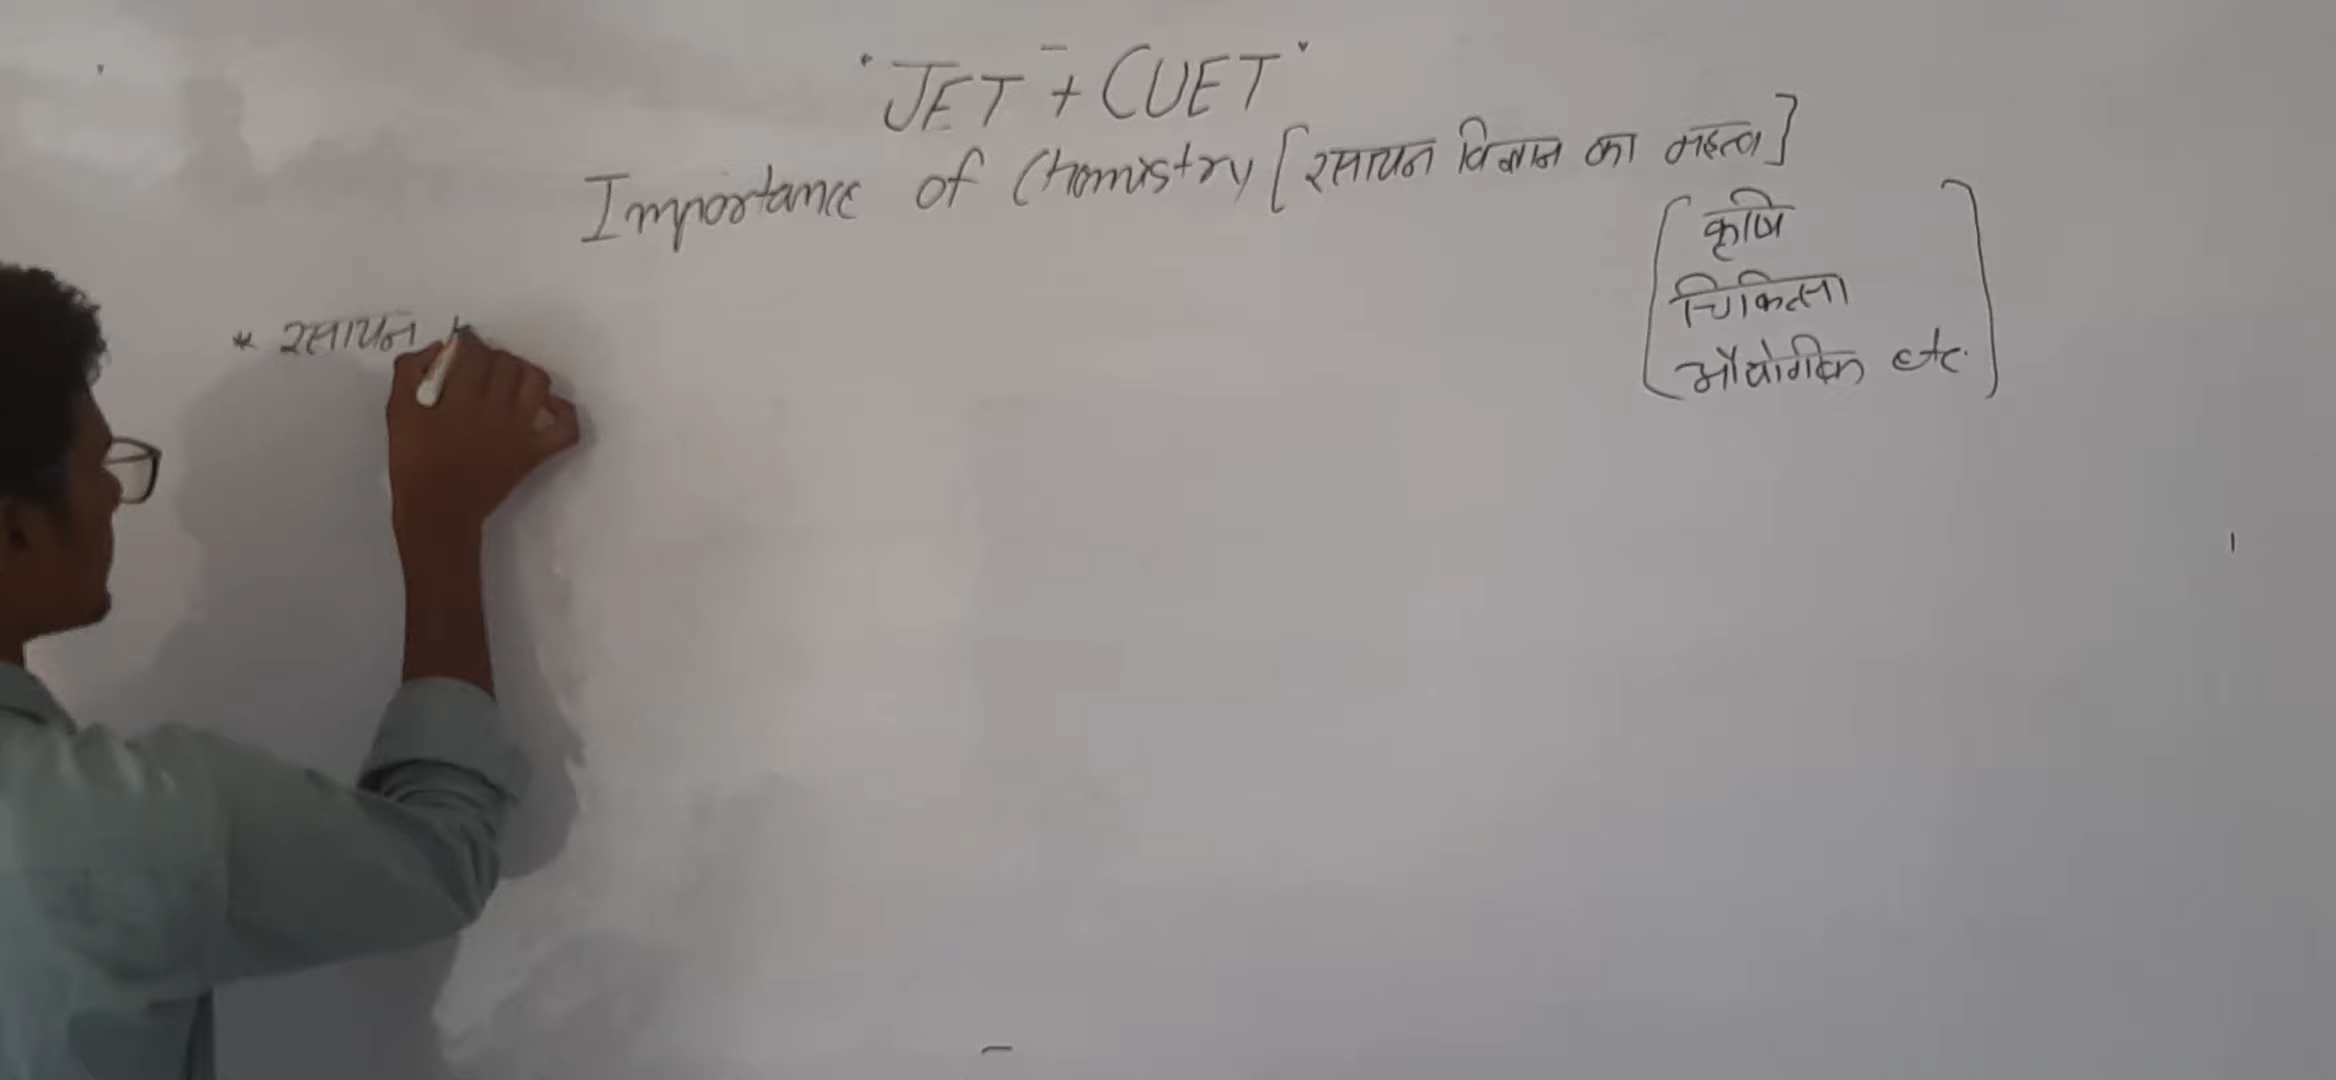 "JET + CUET"
Importance of Chemistry [रसायन विज्ञान का महत्व]
[कृषि
चिकित्सा
औद्योगिक etc.]
* रसायन